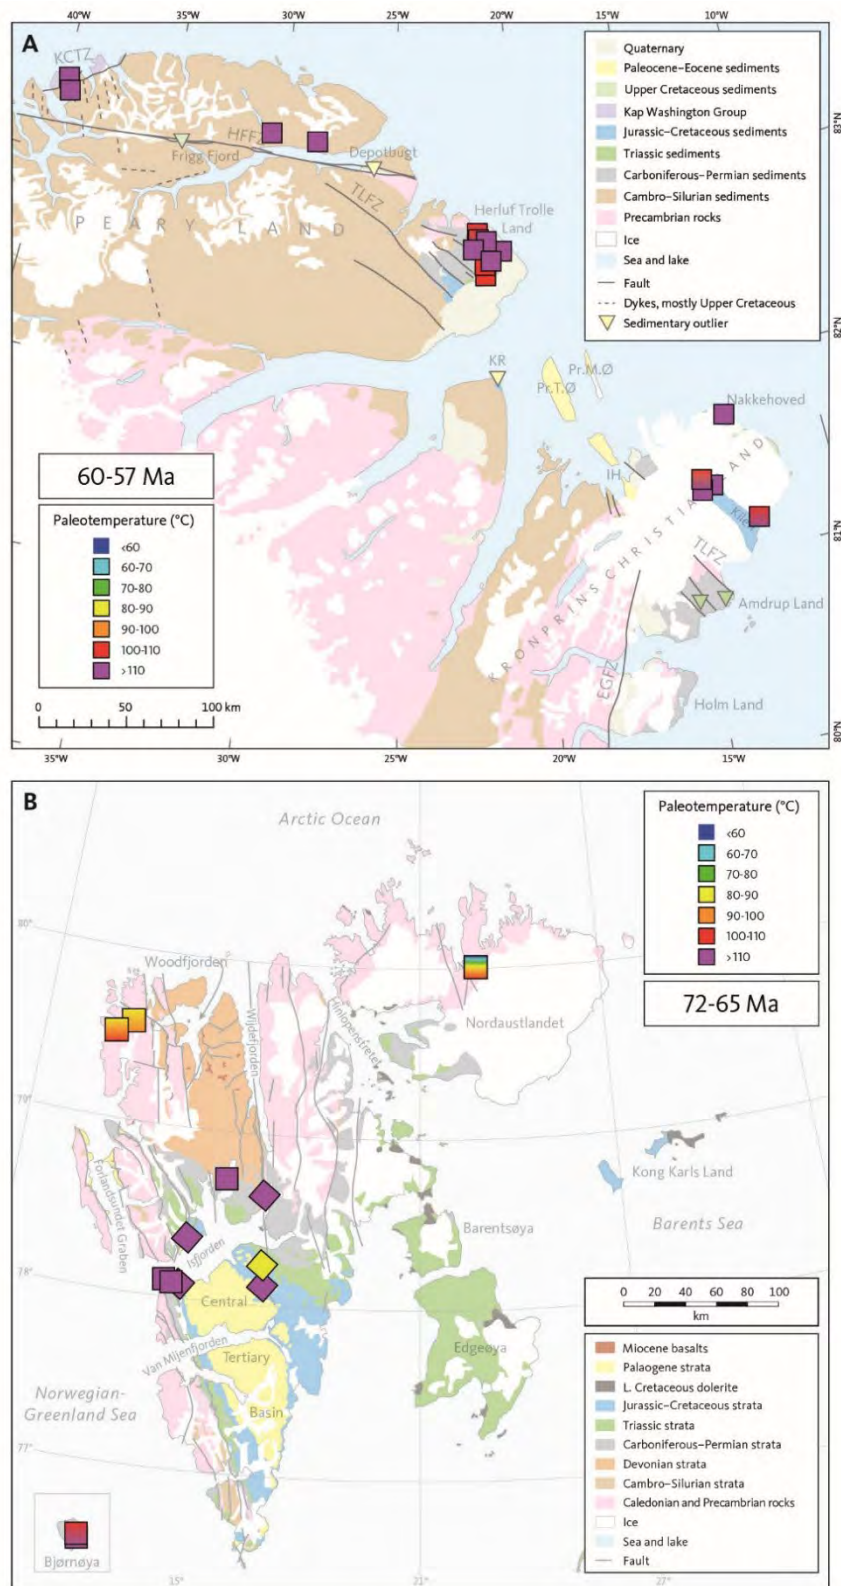 A
40°W
35°W
30°W
25°W
20°W
15°W
10°W
KCTZ
HFFZ
Frigg Fjord
Depotbugt
TLFZ
PEARY LAND
Herluf Trolle
Land
83°N
82°N
81°N
80°N
Quaternary
Paleocene–Eocene sediments
Upper Cretaceous sediments
Kap Washington Group
Jurassic-Cretaceous sediments
Triassic sediments
Carboniferous–Permian sediments
Cambro–Silurian sediments
Precambrian rocks
Ice
Sea and lake
Fault
Dykes, mostly Upper Cretaceous
Sedimentary outlier
KR
Pr.T.Ø
Pr.M.Ø
Nakkehoved
IH
KRONPRINS CHRISTIAN LAND
TLFZ
Amdrup Land
EGFZ
Holm Land
60-57 Ma
Paleotemperature (°C)
<60
60-70
70-80
80-90
90-100
100-110
>110
0 50 100 km
35°W
30°W
25°W
20°W
15°W
B
Arctic Ocean
Paleotemperature (°C)
<60
60-70
70-80
80-90
90-100
100-110
>110
72-65 Ma
80°
79°
78°
77°
Woodfjorden
Wijdefjorden
Hinlopenstretet
Nordaustlandet
Forlandsundet Graben
Isfjorden
Kong Karls Land
Barentsøya
Barents Sea
Central
Van Mijenfjorden
Tertiary
Basin
Edgeøya
Norwegian-
Greenland Sea
Bjørnøya
15°
21°
27°
0 20 40 60 80 100
km
Miocene basalts
Palaogene strata
L. Cretaceous dolerite
Jurassic–Cretaceous strata
Triassic strata
Carboniferous–Permian strata
Devonian strata
Cambro–Silurian strata
Caledonian and Precambrian rocks
Ice
Sea and lake
Fault